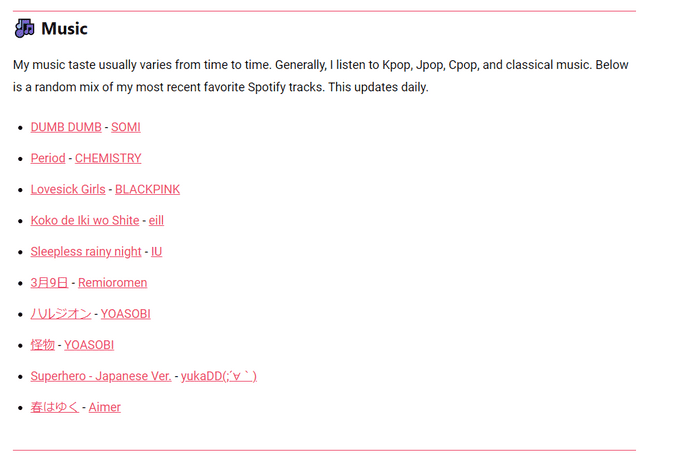 Music
My music taste usually varies from time to time. Generally, I listen to Kpop, Jpop, Cpop, and classical music. Below
is a random mix of my most recent favorite Spotify tracks. This updates daily.
DUMB DUMB - SOMI
Period - CHEMISTRY
Lovesick Girls - BLACKPINK
Koko de Iki wo Shite - eill
Sleepless rainy night - IU
3月9日 - Remioromen
ハルジオン - YOASOBI
怪物 - YOASOBI
Superhero - Japanese Ver. - yukaDD(;´∀｀)
春はゆく - Aimer